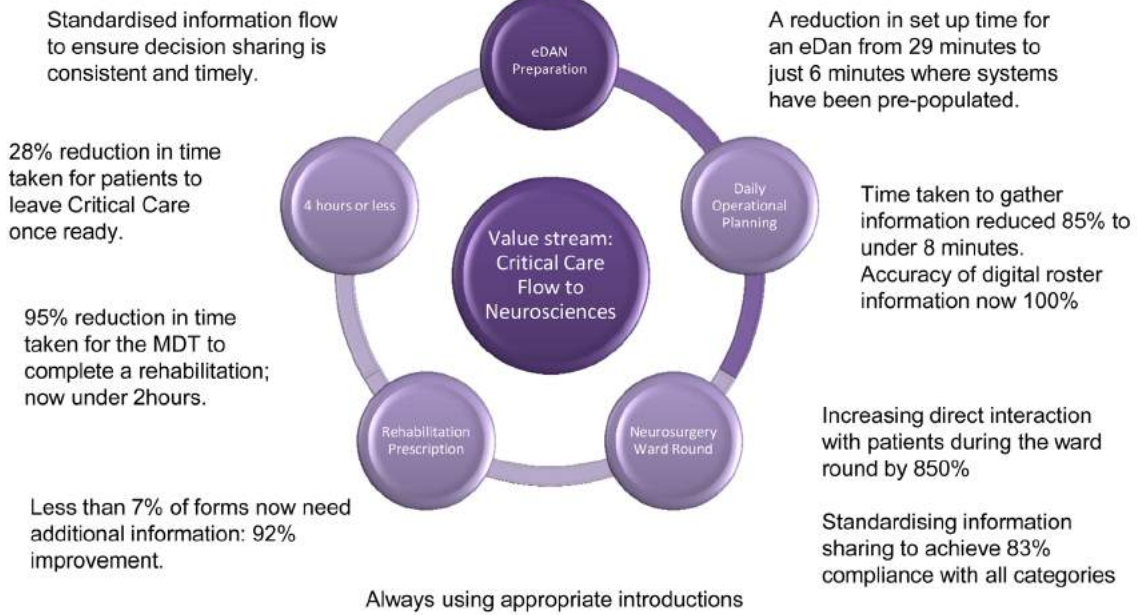 Standardised information flow
to ensure decision sharing is
consistent and timely.
eDAN
Preparation
A reduction in set up time for
an eDan from 29 minutes to
just 6 minutes where systems
have been pre-populated.
28% reduction in time
taken for patients to
leave Critical Care
once ready.
4 hours or less
Daily
Operational
Planning
Time taken to gather
information reduced 85% to
under 8 minutes.
Accuracy of digital roster
information now 100%
Value stream:
Critical Care
Flow to
Neurosciences
95% reduction in time
taken for the MDT to
complete a rehabilitation;
now under 2hours.
Rehabilitation
Prescription
Neurosurgery
Ward Round
Increasing direct interaction
with patients during the ward
round by 850%
Less than 7% of forms now need
additional information: 92%
improvement.
Standardising information
sharing to achieve 83%
compliance with all categories
Always using appropriate introductions